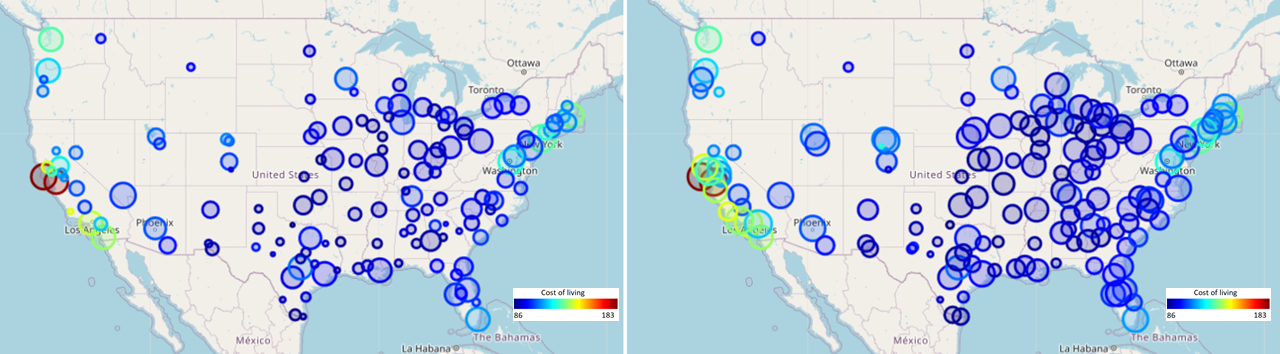 Ottawa
Toronto
New York
Washington
United States
Phoenix
Los Angeles
Cost of living
86 183
México
La Habana
The Bahamas
Ottawa
Toronto
New York
Washington
United States
Phoenix
Los Angeles
Cost of living
86 183
México
La Habana
The Bahamas